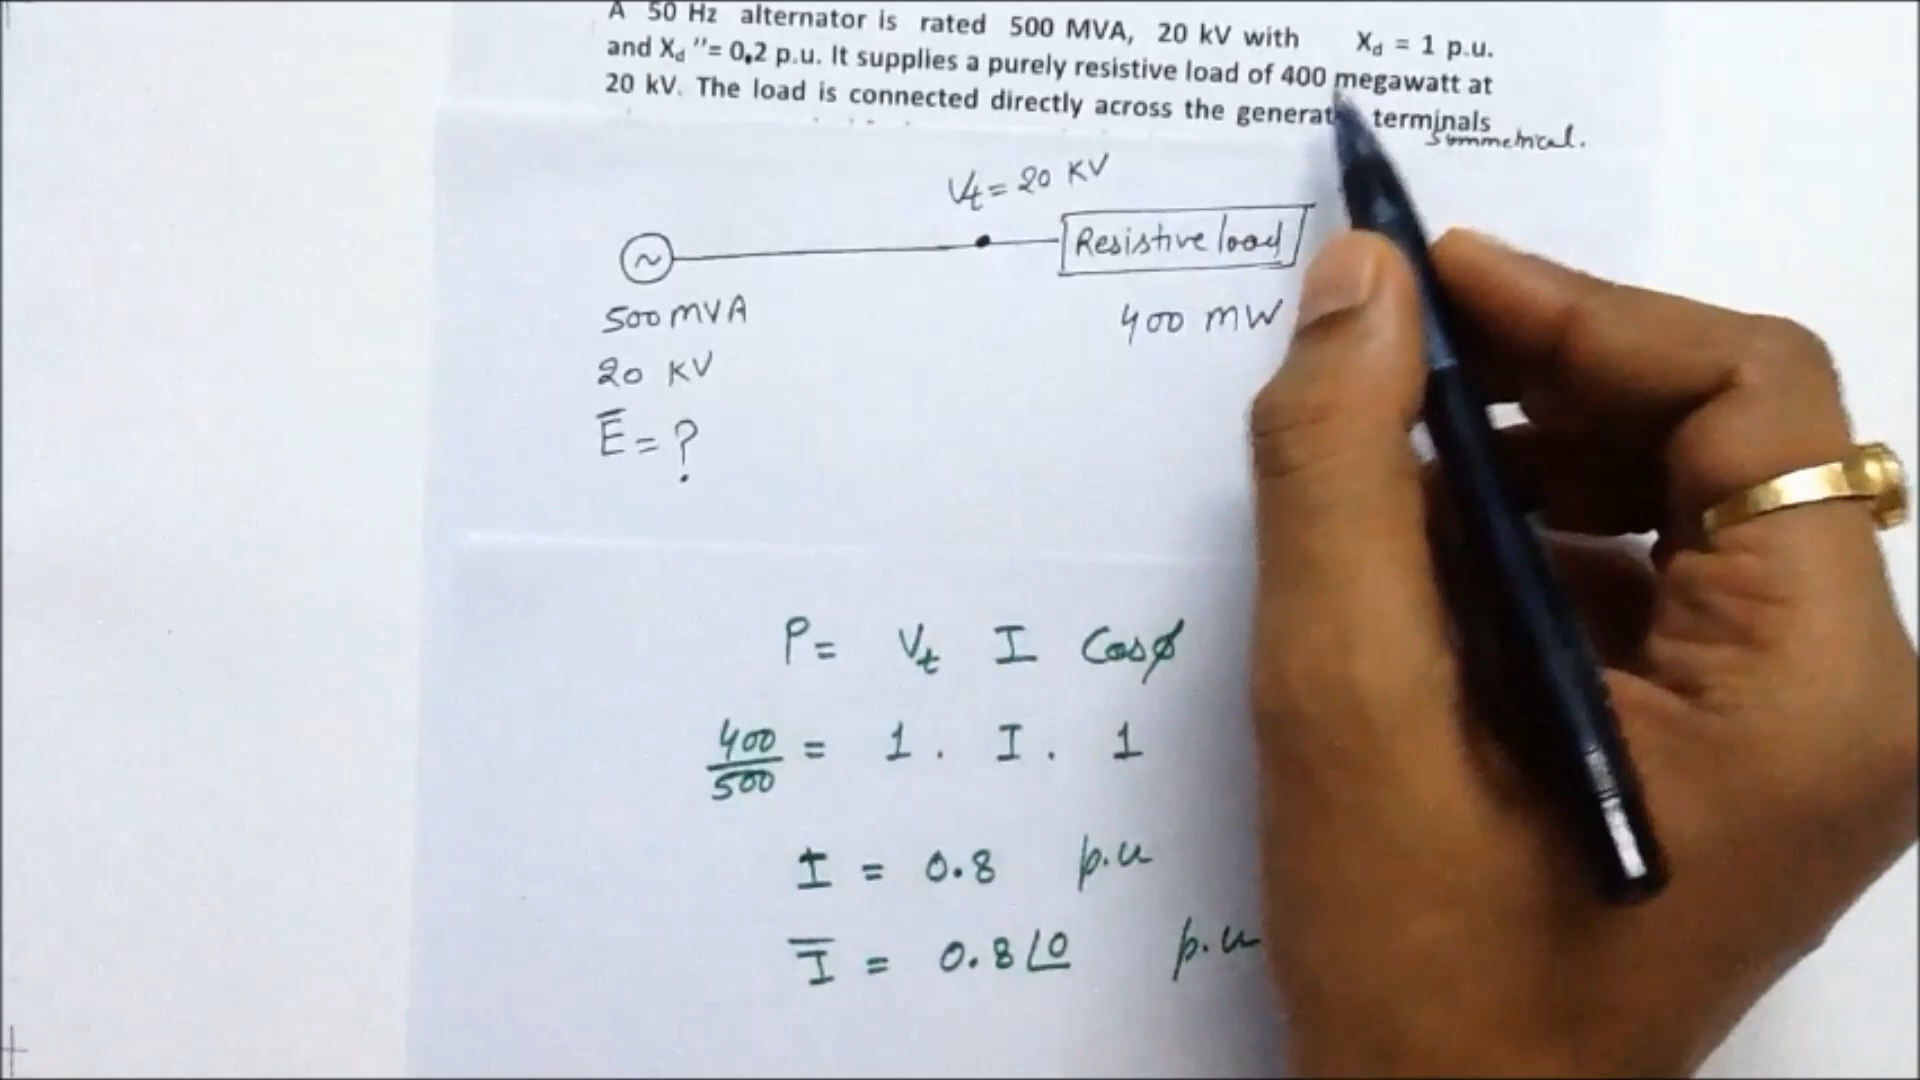 A 50 Hz alternator is rated 500 MVA, 20 kV with Xd = 1 p.u.
and Xd ’’= 0.2 p.u. It supplies a purely resistive load of 400 megawatt at
20 kV. The load is connected directly across the terminals
Symmetrical.
Vt = 20 KV
~
Resistive load
500 MVA
400 MW
20 KV
E̅ = ?
P = Vt I Cosϕ
400/500 = 1 . I . 1
I = 0.8 p.u
I̅ = 0.8 ∠0 p.u